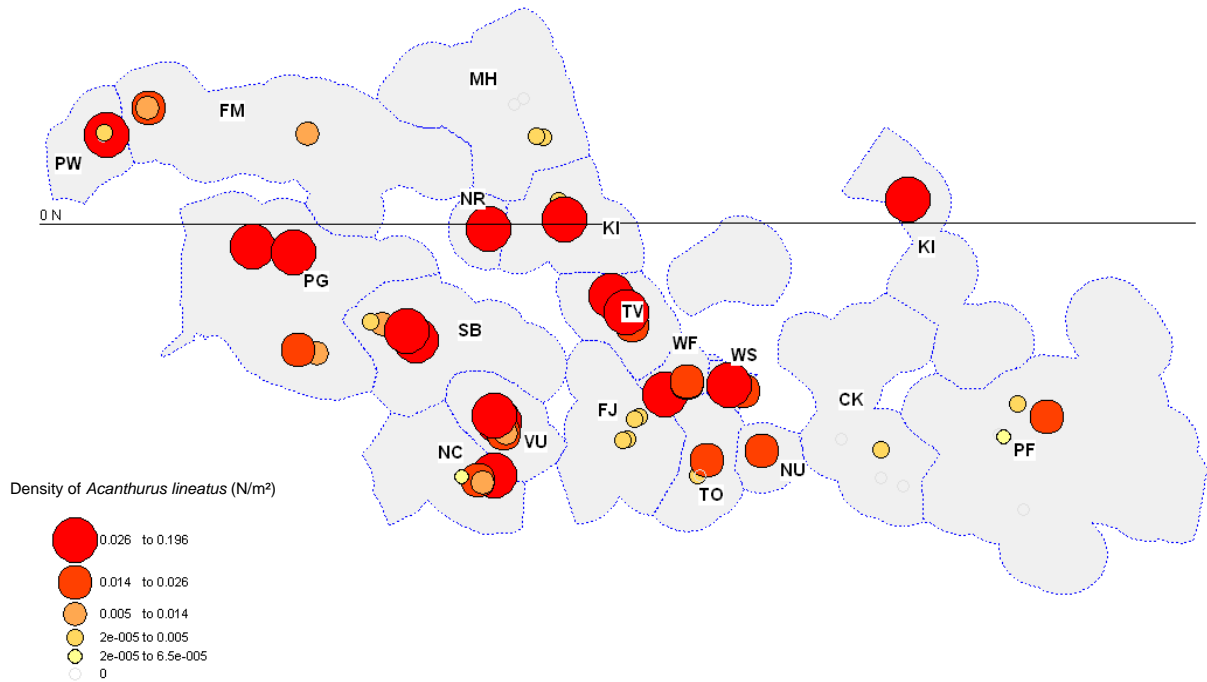 MH
FM
PW
NR
0 N
KI
KI
PG
TV
SB
WF
WS
CK
FJ
VU
NC
PF
NU
TO
Density of Acanthurus lineatus (N/m²)
0.026 to 0.196
0.014 to 0.026
0.005 to 0.014
2e-005 to 0.005
2e-005 to 6.5e-005
0